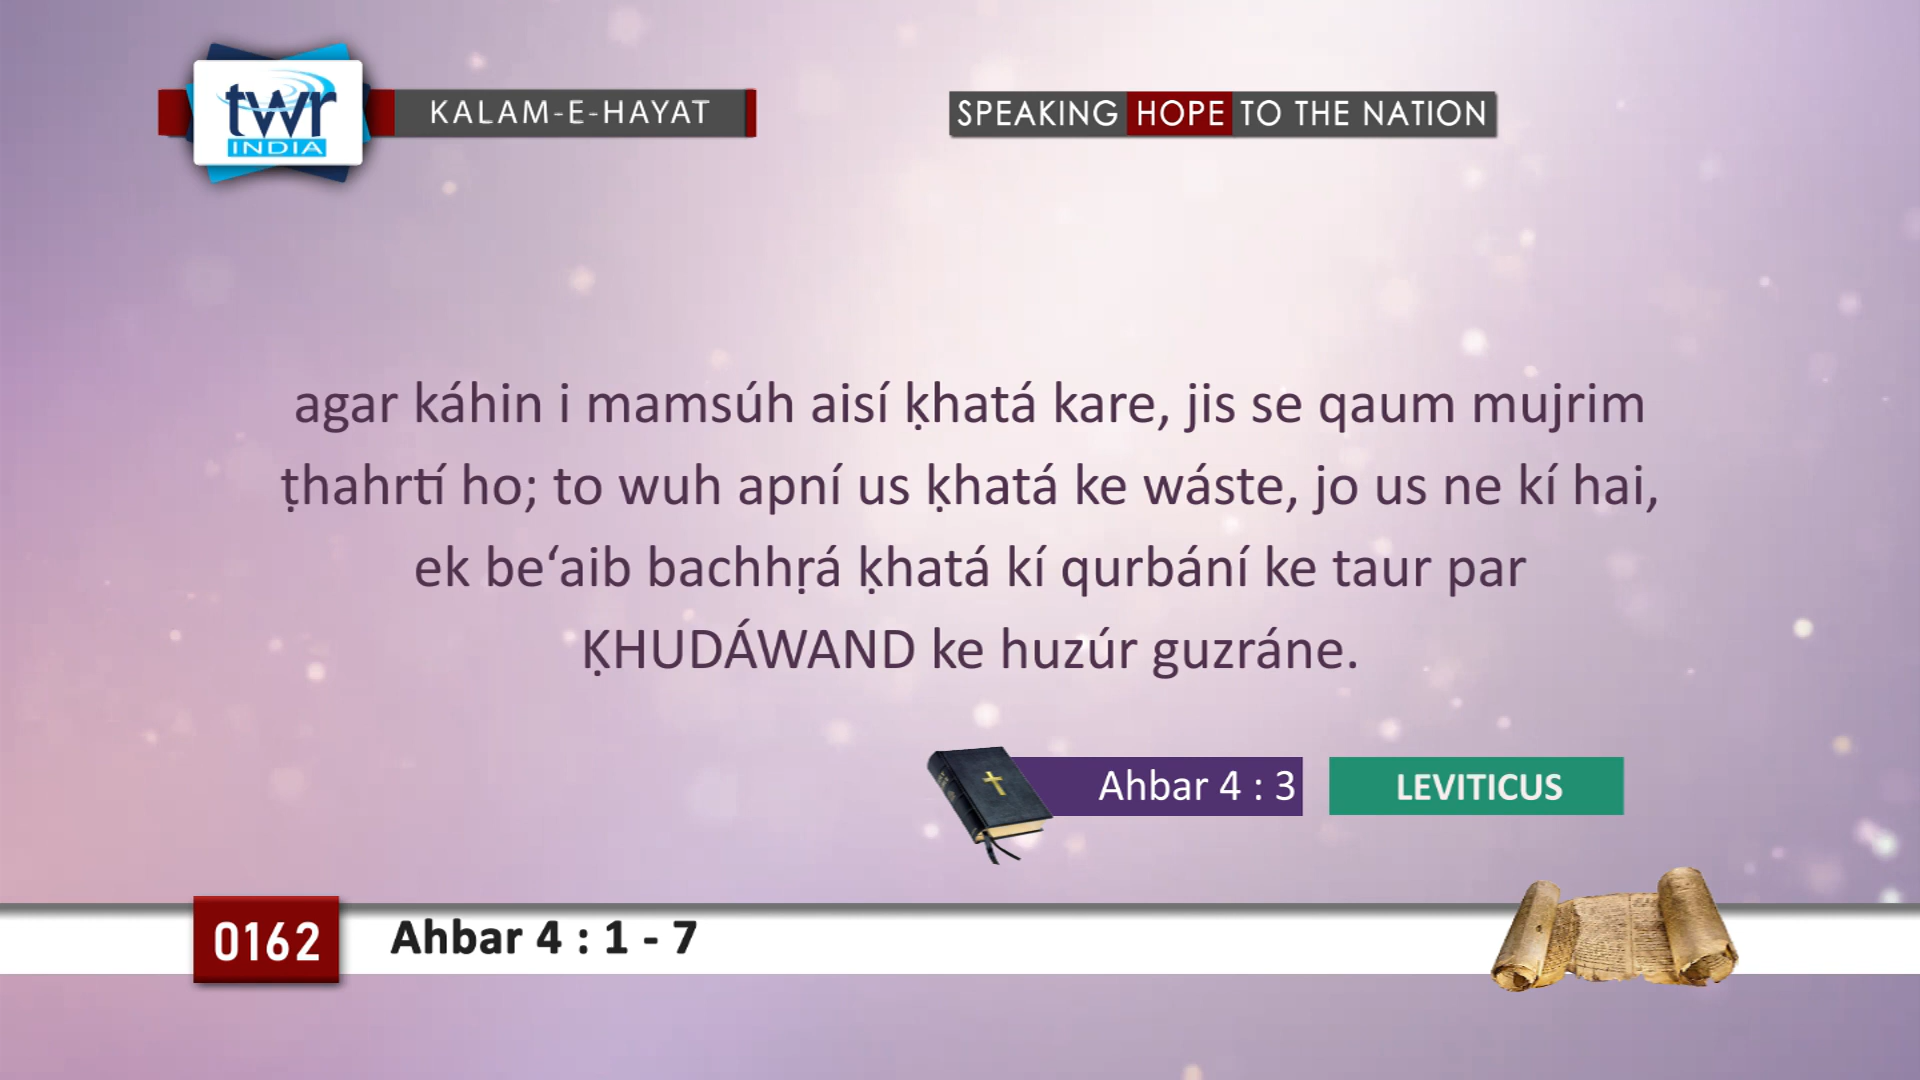 twr
INDIA
KALAM-E-HAYAT
SPEAKING HOPE TO THE NATION
agar káhin i mamsúh aisí ḳhatá kare, jis se qaum mujrim
ṭhahrtí ho; to wuh apní us ḳhatá ke wáste, jo us ne kí hai,
ek be‘aib bachhṛá ḳhatá kí qurbání ke taur par
ḲHUDÁWAND ke huzúr guzráne.
Ahbar 4 : 3
LEVITICUS
0162
Ahbar 4 : 1 - 7